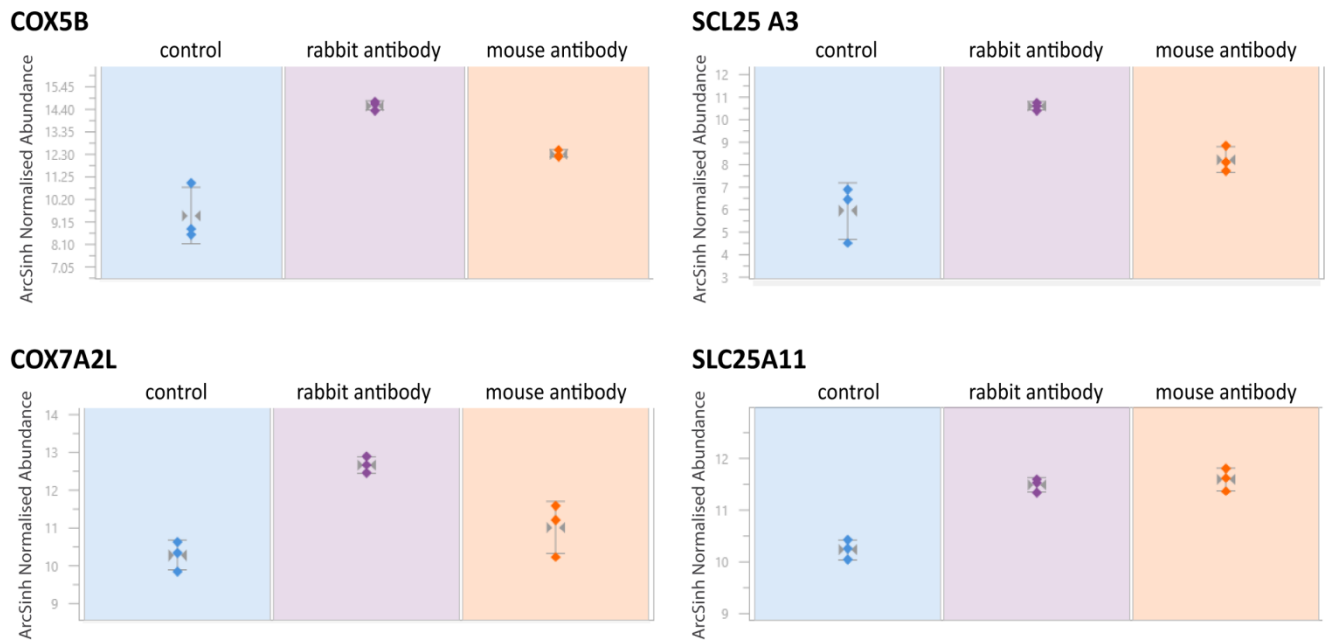 COX5B
control rabbit antibody mouse antibody
ArcSinh Normalised Abundance
15.45
14.40
13.35
12.30
11.25
10.20
9.15
8.10
7.05
SCL25 A3
control rabbit antibody mouse antibody
ArcSinh Normalised Abundance
12
11
10
9
8
7
6
5
4
3
COX7A2L
control rabbit antibody mouse antibody
ArcSinh Normalised Abundance
14
13
12
11
10
9
SLC25A11
control rabbit antibody mouse antibody
ArcSinh Normalised Abundance
12
11
10
9